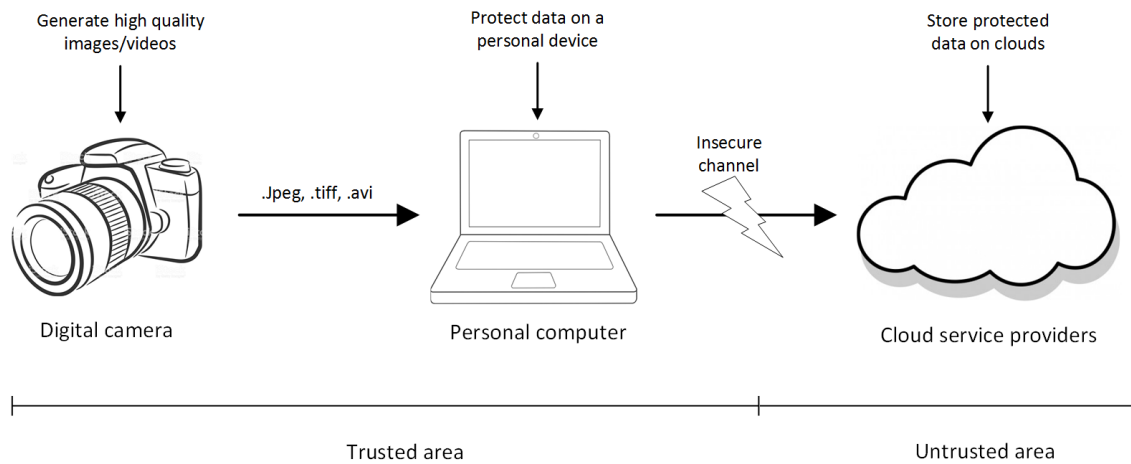 Generate high quality
images/videos
Protect data on a
personal device
Store protected
data on clouds
.Jpeg, .tiff, .avi
Insecure
channel
Digital camera
Personal computer
Cloud service providers
Trusted area
Untrusted area